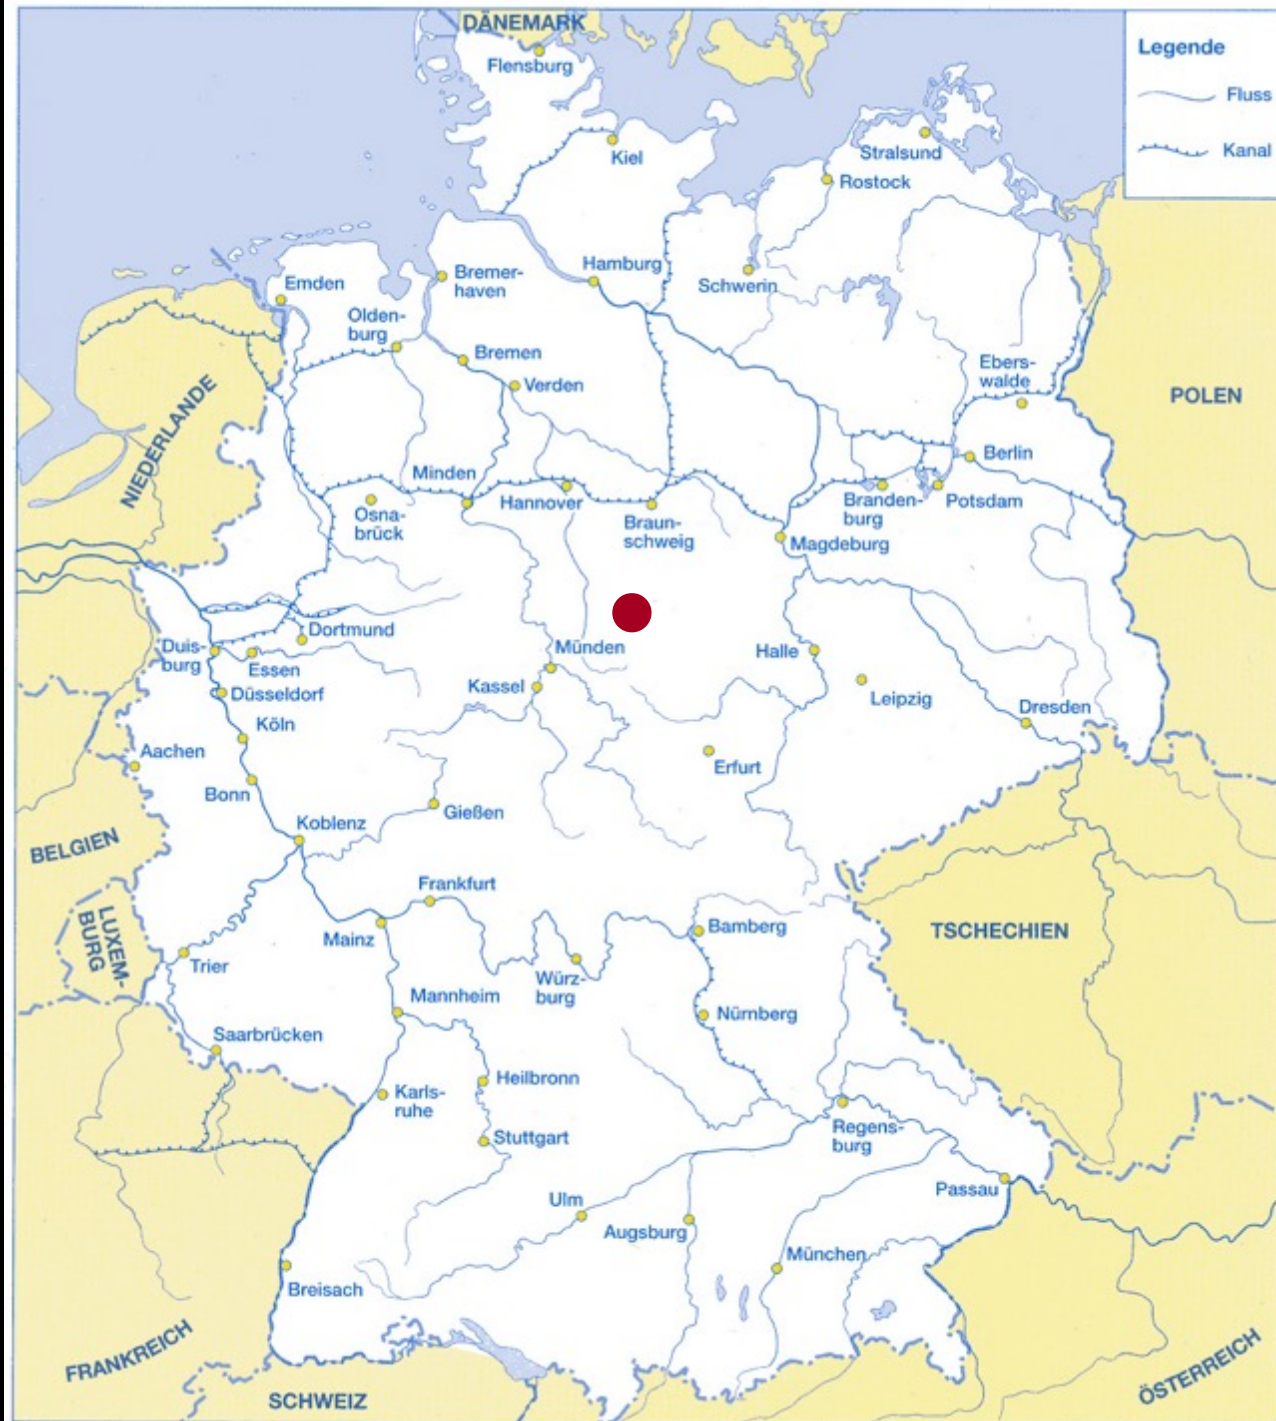 DÄNEMARK
Legende
Flensburg
Fluss
Kiel
Stralsund
Kanal
Rostock
Hamburg
Bremer-
haven
Schwerin
Emden
Olden-
burg
Bremen
Ebers-
walde
Verden
POLEN
NIEDERLANDE
Berlin
Minden
Hannover
Osna-
brück
Braun-
schweig
Branden-
burg
Potsdam
Magdeburg
Dortmund
Duis-
burg
Essen
Münden
Halle
Kassel
Düsseldorf
Leipzig
Dresden
Köln
Aachen
Erfurt
Bonn
Gießen
Koblenz
BELGIEN
Frankfurt
LUXEM-
BURG
Mainz
Bamberg
TSCHECHIEN
Trier
Würz-
burg
Mannheim
Nürnberg
Saarbrücken
Heilbronn
Karls-
ruhe
Stuttgart
Regens-
burg
Passau
Ulm
Augsburg
München
Breisach
FRANKREICH
SCHWEIZ
ÖSTERREICH